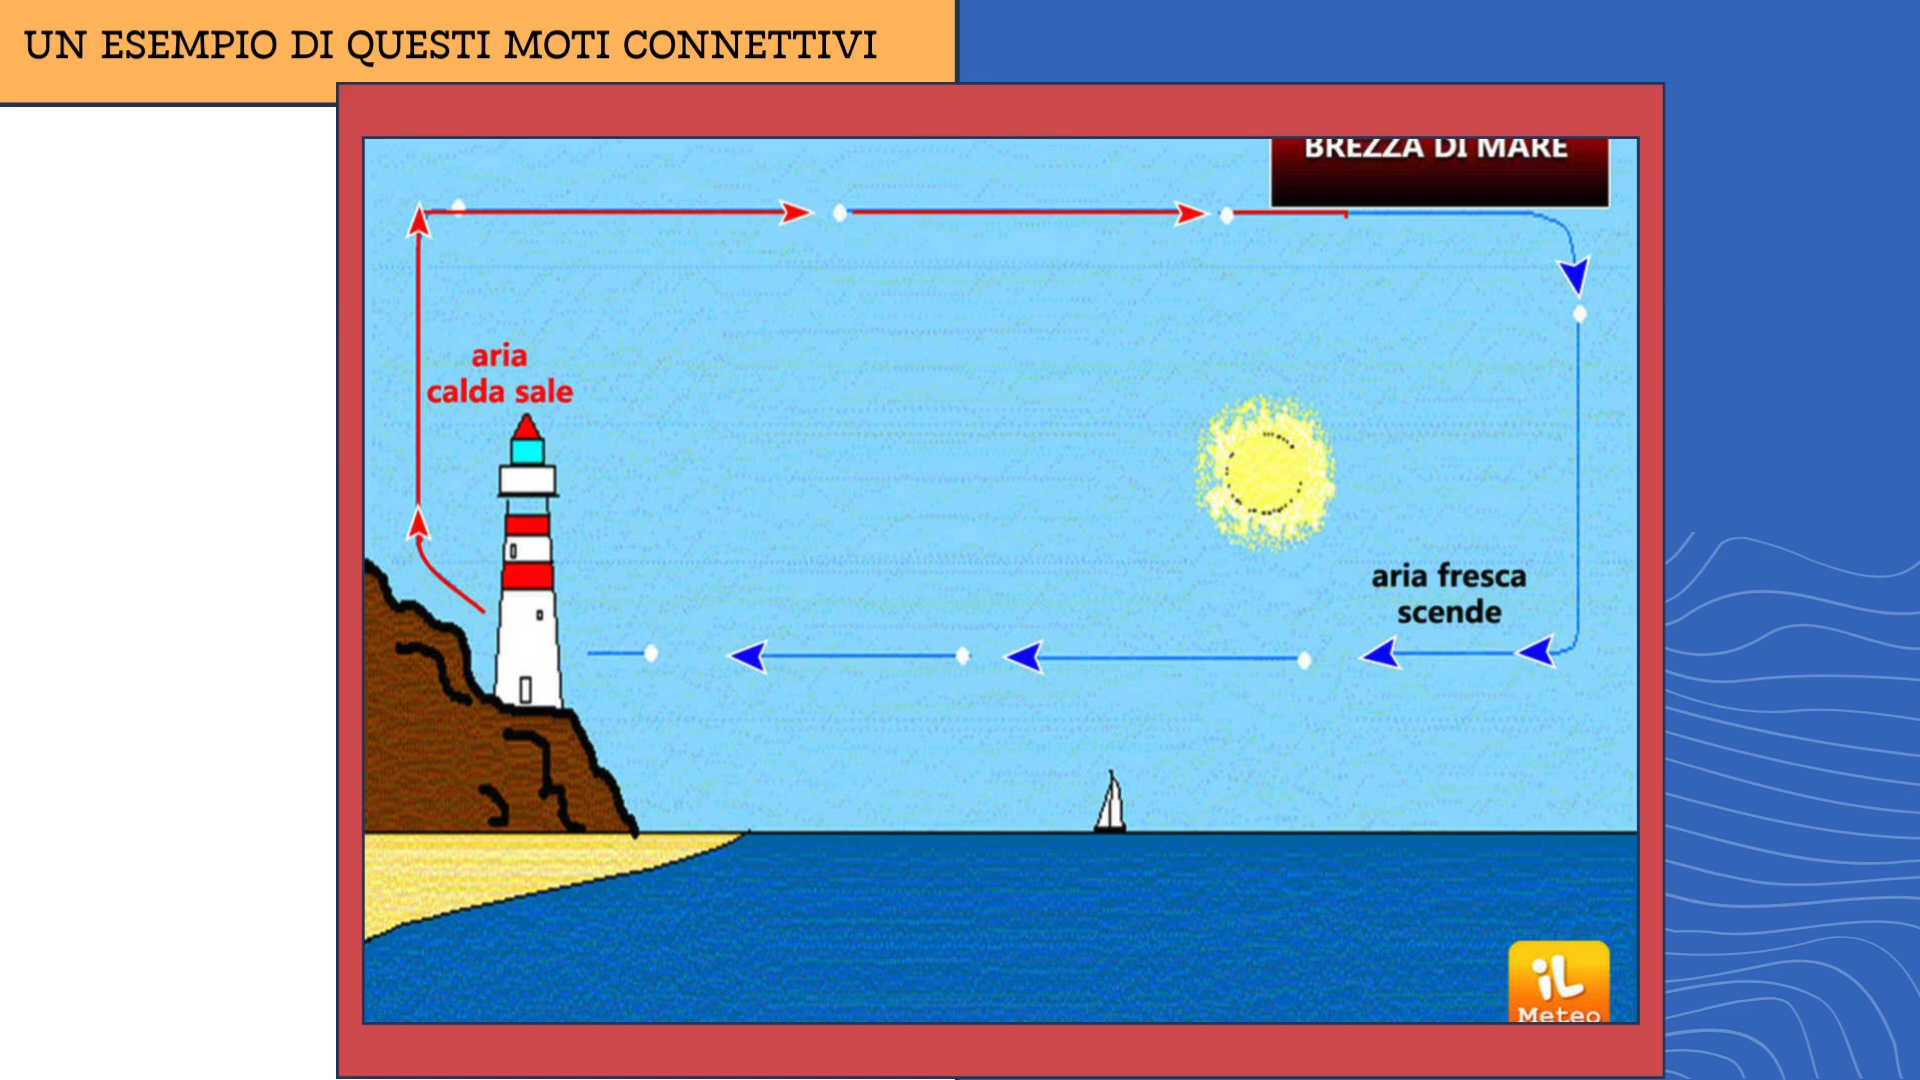 UN ESEMPIO DI QUESTI MOTI CONNETTIVI
BREZZA DI MARE
aria
calda sale
aria fresca
scende
iL
Meteo